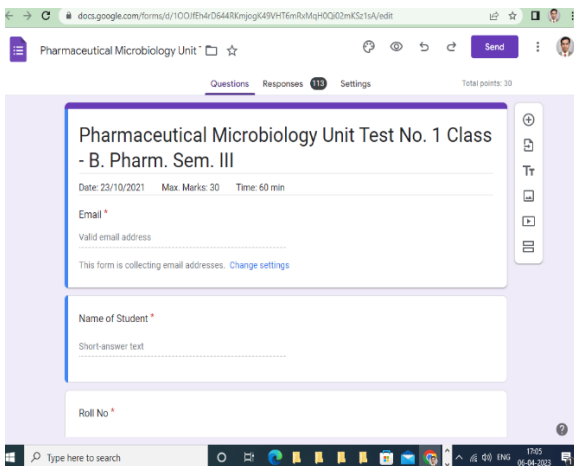 docs.google.com/forms/d/1OOJfEh4rD644RKmjogK49VHT6mRxMqH0Qi02mKSz1sA/edit
Pharmaceutical Microbiology Unit
Send
Questions Responses 113 Settings
Total points: 30
Pharmaceutical Microbiology Unit Test No. 1 Class
- B. Pharm. Sem. III
Date: 23/10/2021 Max. Marks: 30 Time: 60 min
Email *
Valid email address
This form is collecting email addresses. Change settings
Name of Student *
Short-answer text
Roll No *
Type here to search
ENG
17:05
06-04-2023